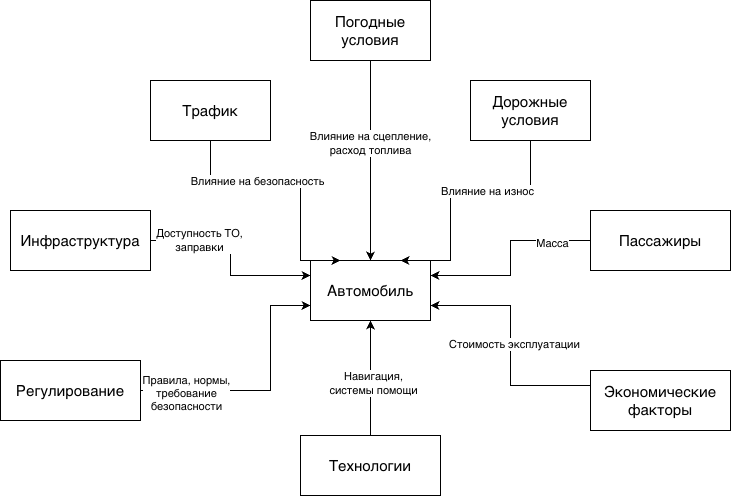 Погодные
условия
Трафик
Дорожные
условия
Влияние на сцепление,
расход топлива
Влияние на безопасность
Влияние на износ
Инфраструктура
Доступность ТО,
заправки
Масса
Пассажиры
Автомобиль
Стоимость эксплуатации
Регулирование
Правила, нормы,
требование
безопасности
Навигация,
системы помощи
Экономические
факторы
Технологии